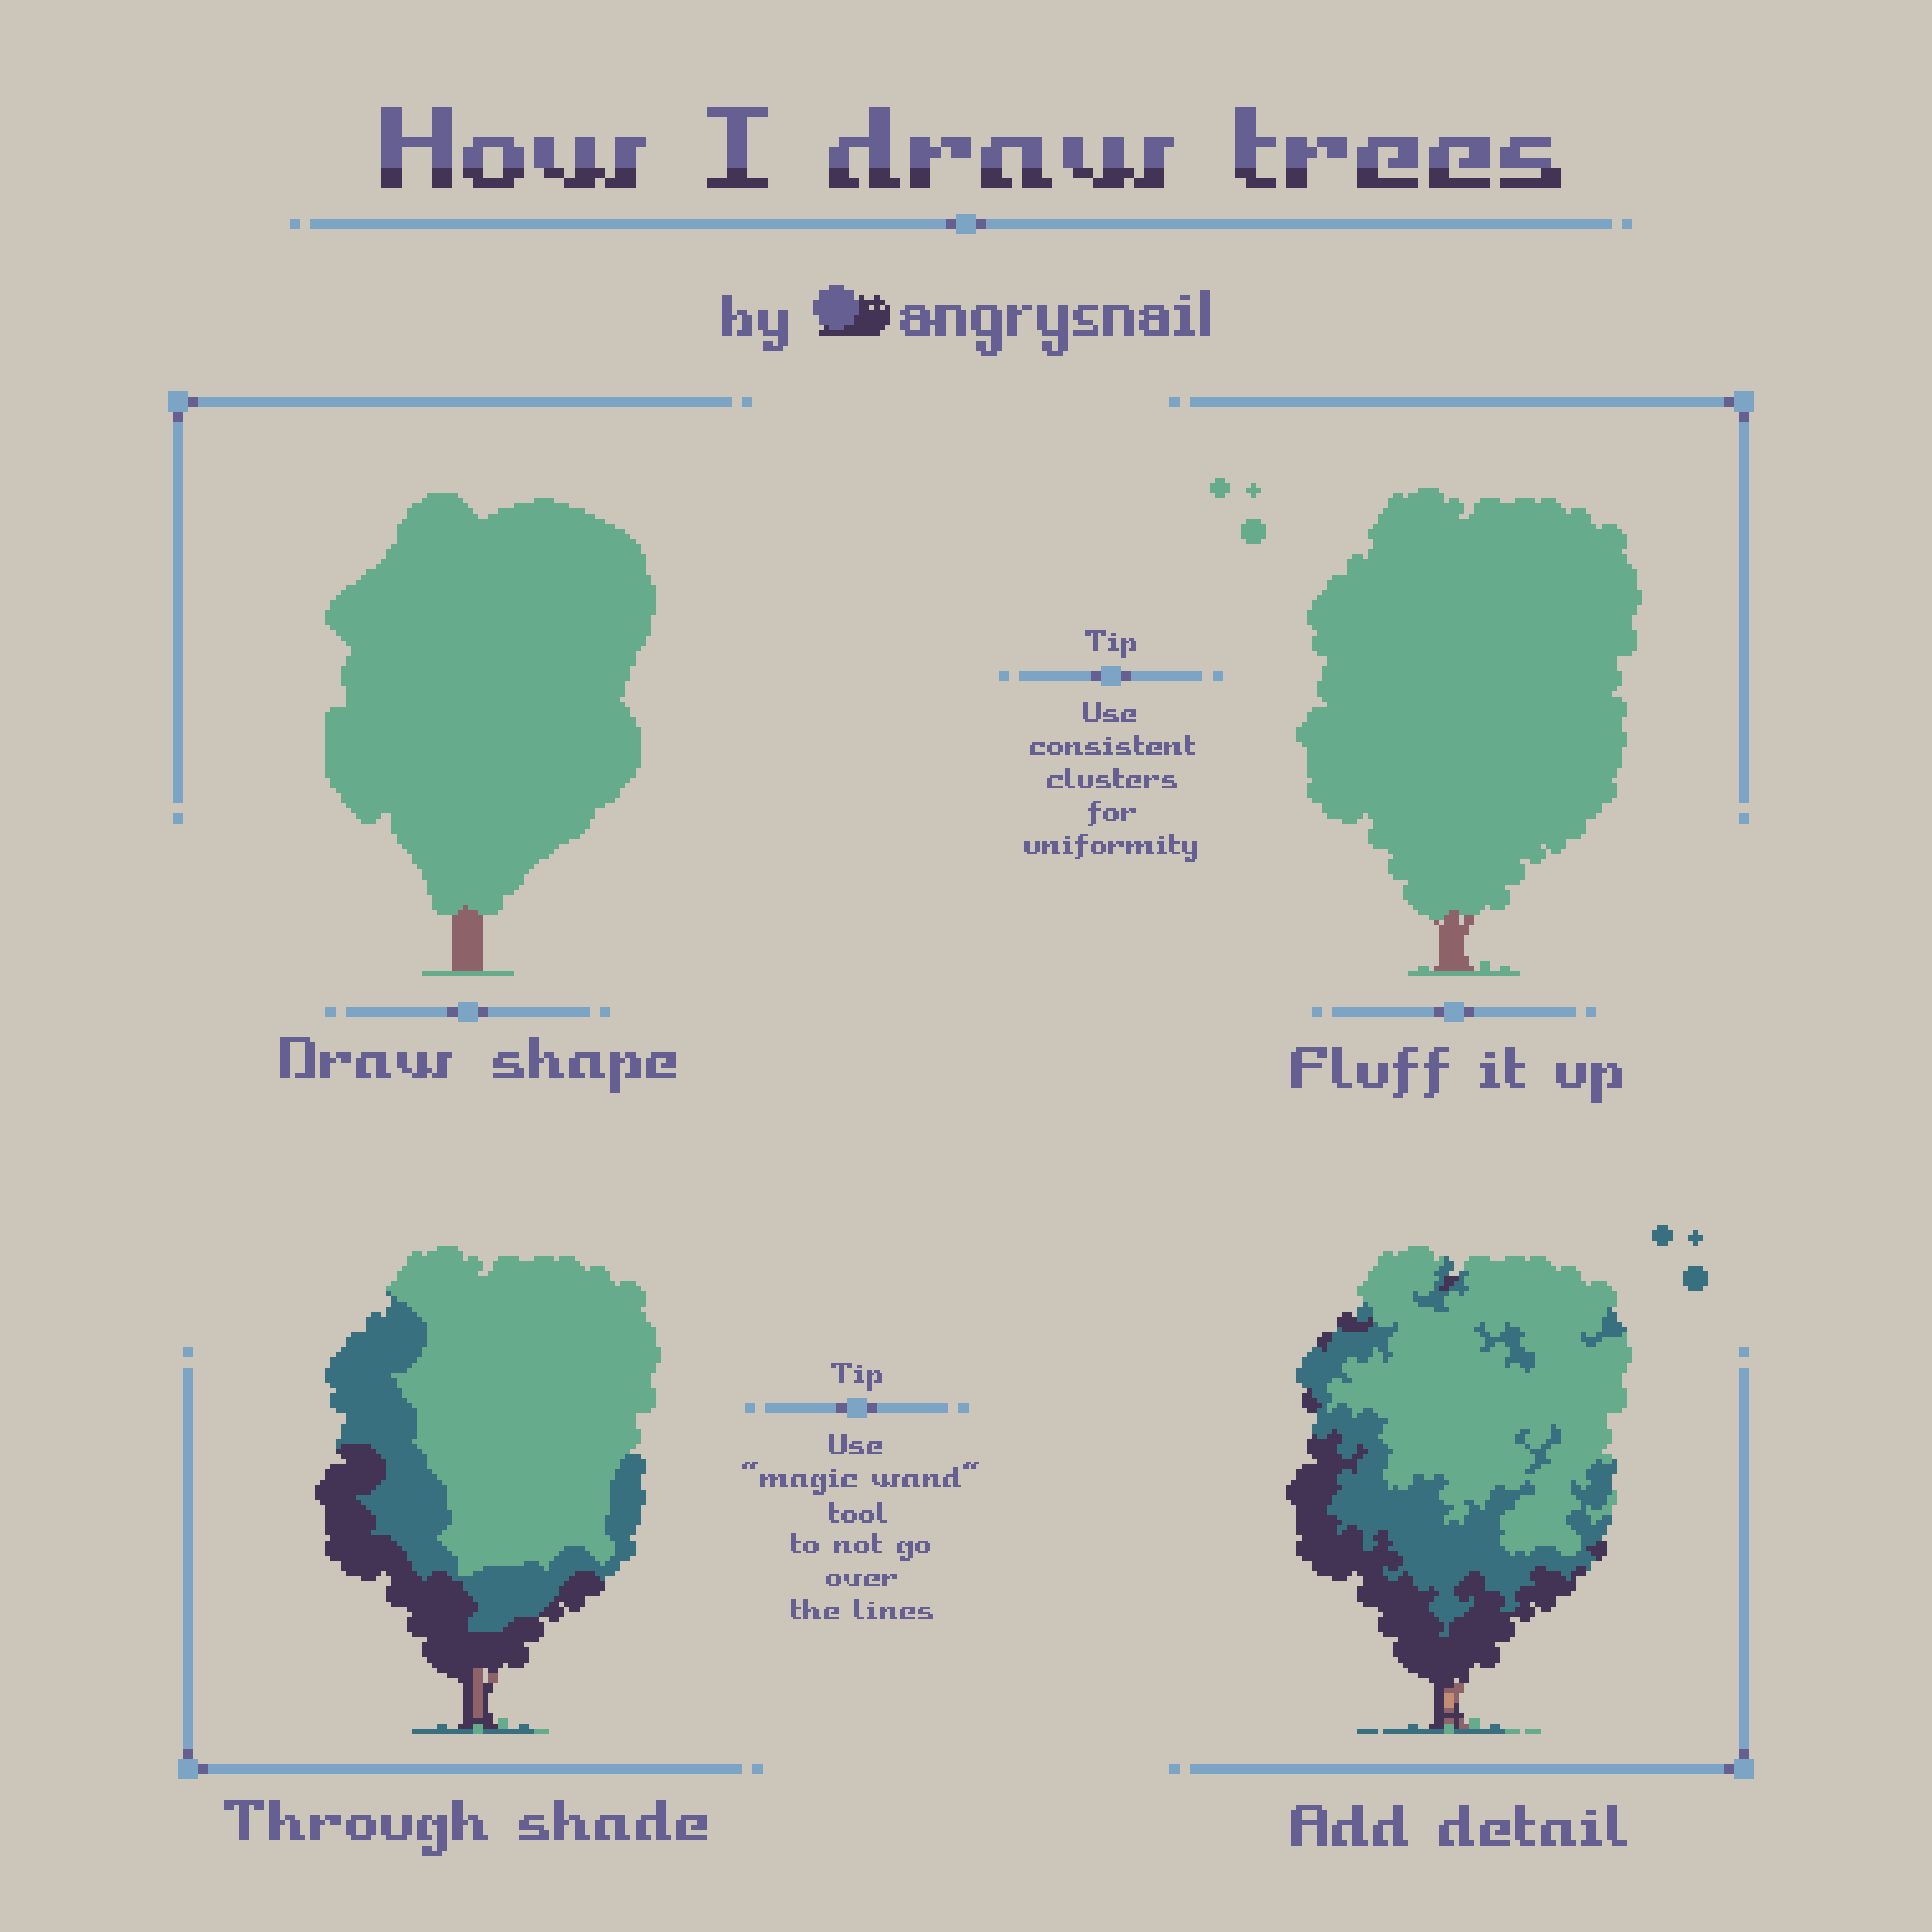 How I draw trees
by angrysnail
Tip
Use
consistent
clusters
for
uniformity
Draw shape
Fluff it up
Tip
Use
“magic wand“
tool
to not go
over
the lines
Through shade
Add detail